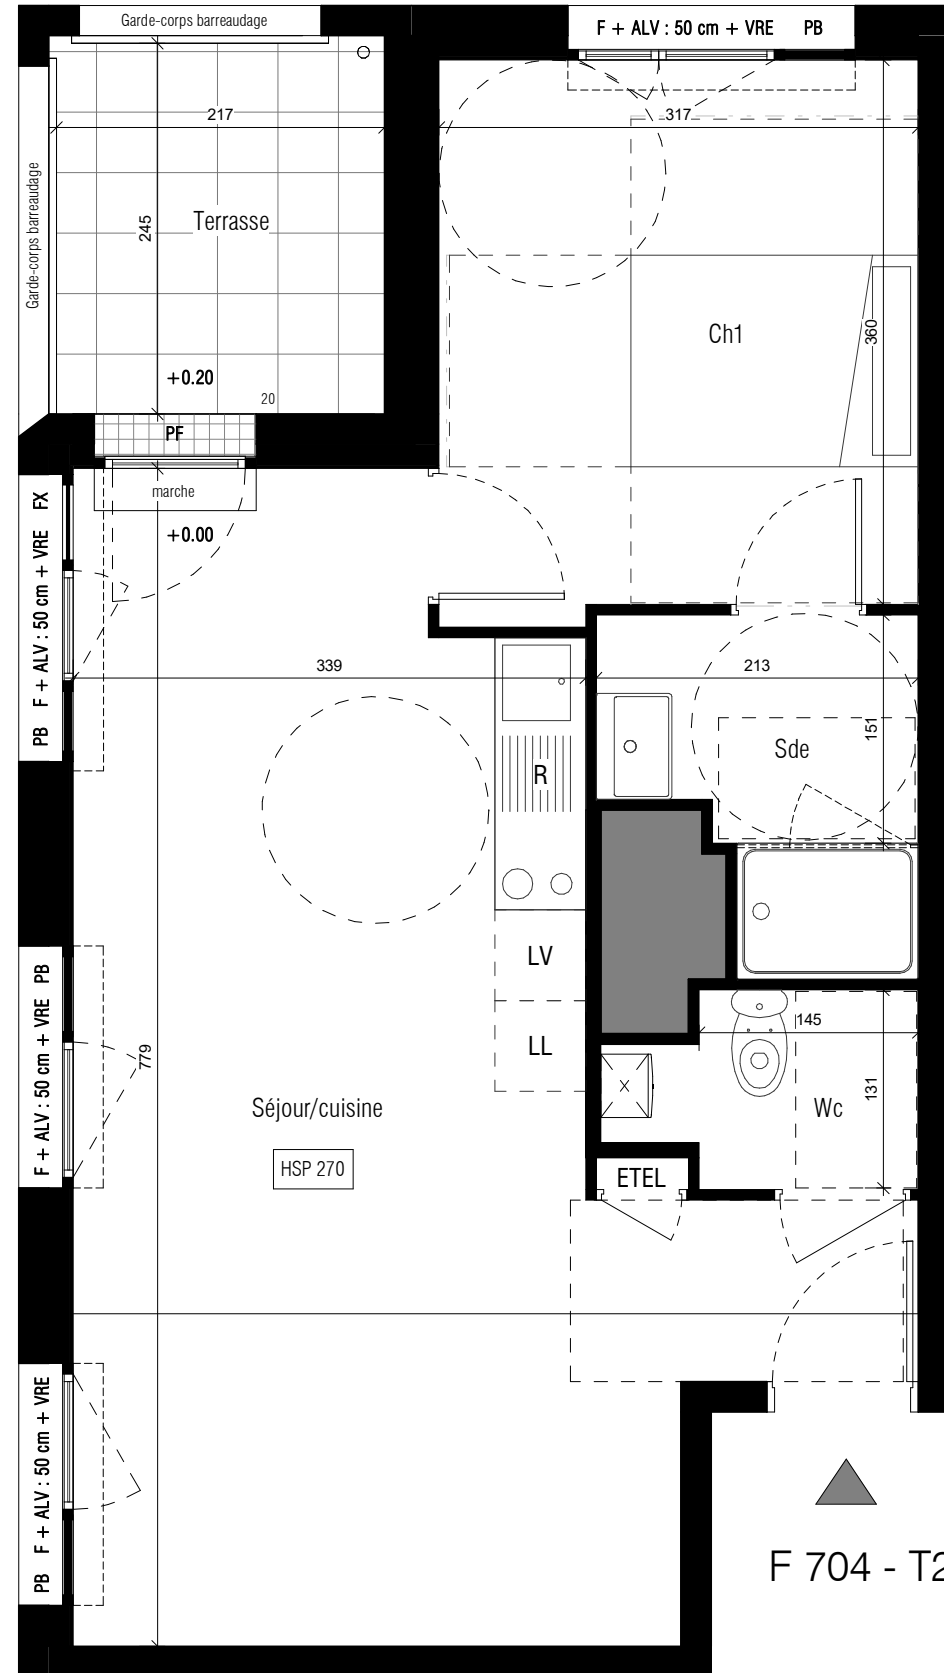 Garde-corps barreaudage
F + ALV : 50 cm + VRE PB
217
317
Garde-corps barreaudage
245
Terrasse
Ch1
360
+0.20
20
PF
marche
+0.00
PB F + ALV : 50 cm + VRE FX
339
213
151
Sde
R
LV
LL
F + ALV : 50 cm + VRE PB
779
145
131
Wc
Séjour/cuisine
HSP 270
ETEL
PB F + ALV : 50 cm + VRE
F 704 - T2